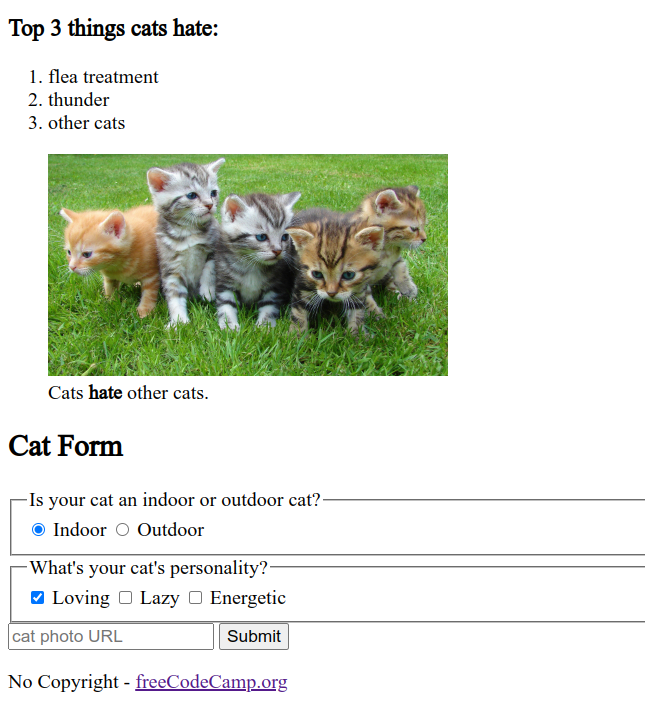 Top 3 things cats hate:
1. flea treatment
2. thunder
3. other cats
Cats hate other cats.
Cat Form
Is your cat an indoor or outdoor cat?
Indoor Outdoor
What's your cat's personality?
Loving Lazy Energetic
cat photo URL Submit
No Copyright - freeCodeCamp.org